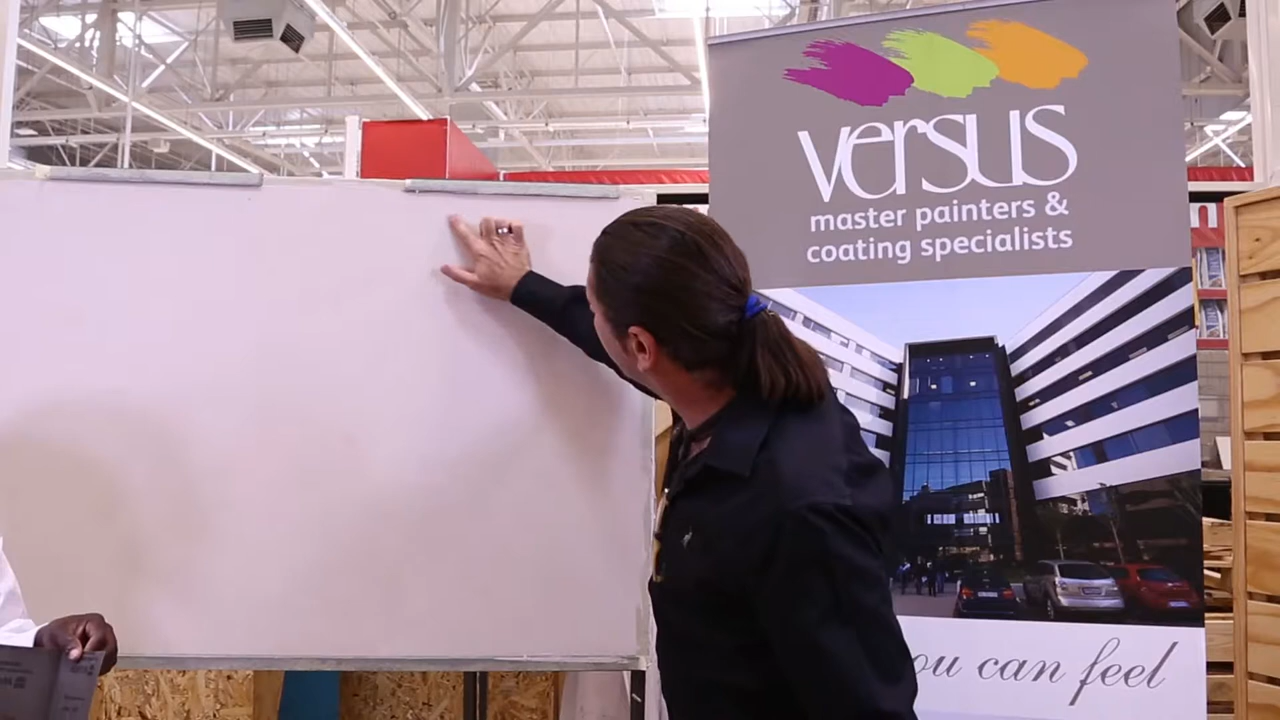 versus
master painters &
coating specialists
ou can feel